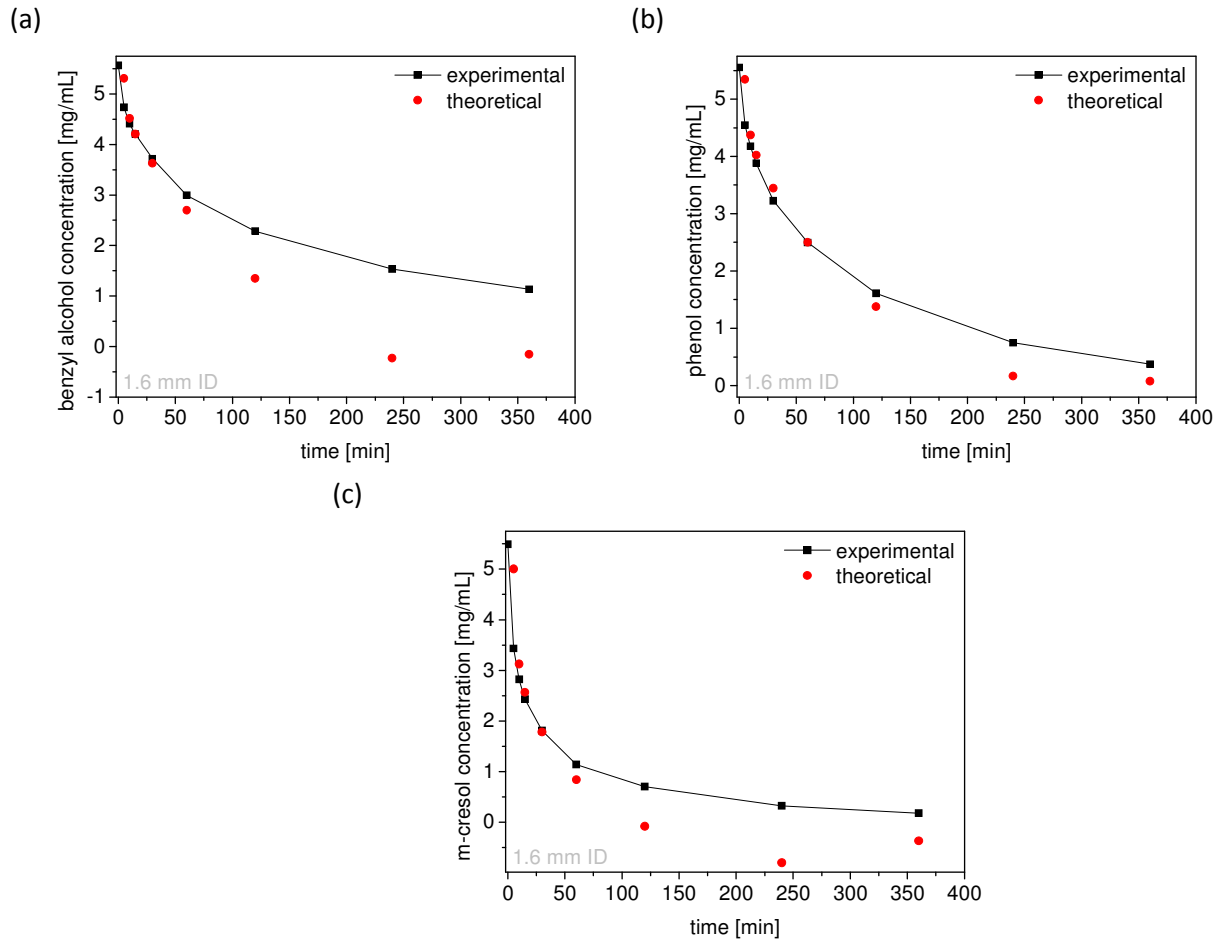 (a)
benzyl alcohol concentration [mg/mL]
5
4
3
2
1
0
-1
experimental
theoretical
1.6 mm ID
0 50 100 150 200 250 300 350 400
time [min]
(b)
phenol concentration [mg/mL]
5
4
3
2
1
0
experimental
theoretical
1.6 mm ID
0 50 100 150 200 250 300 350 400
time [min]
(c)
m-cresol concentration [mg/mL]
5
4
3
2
1
0
experimental
theoretical
1.6 mm ID
0 50 100 150 200 250 300 350 400
time [min]